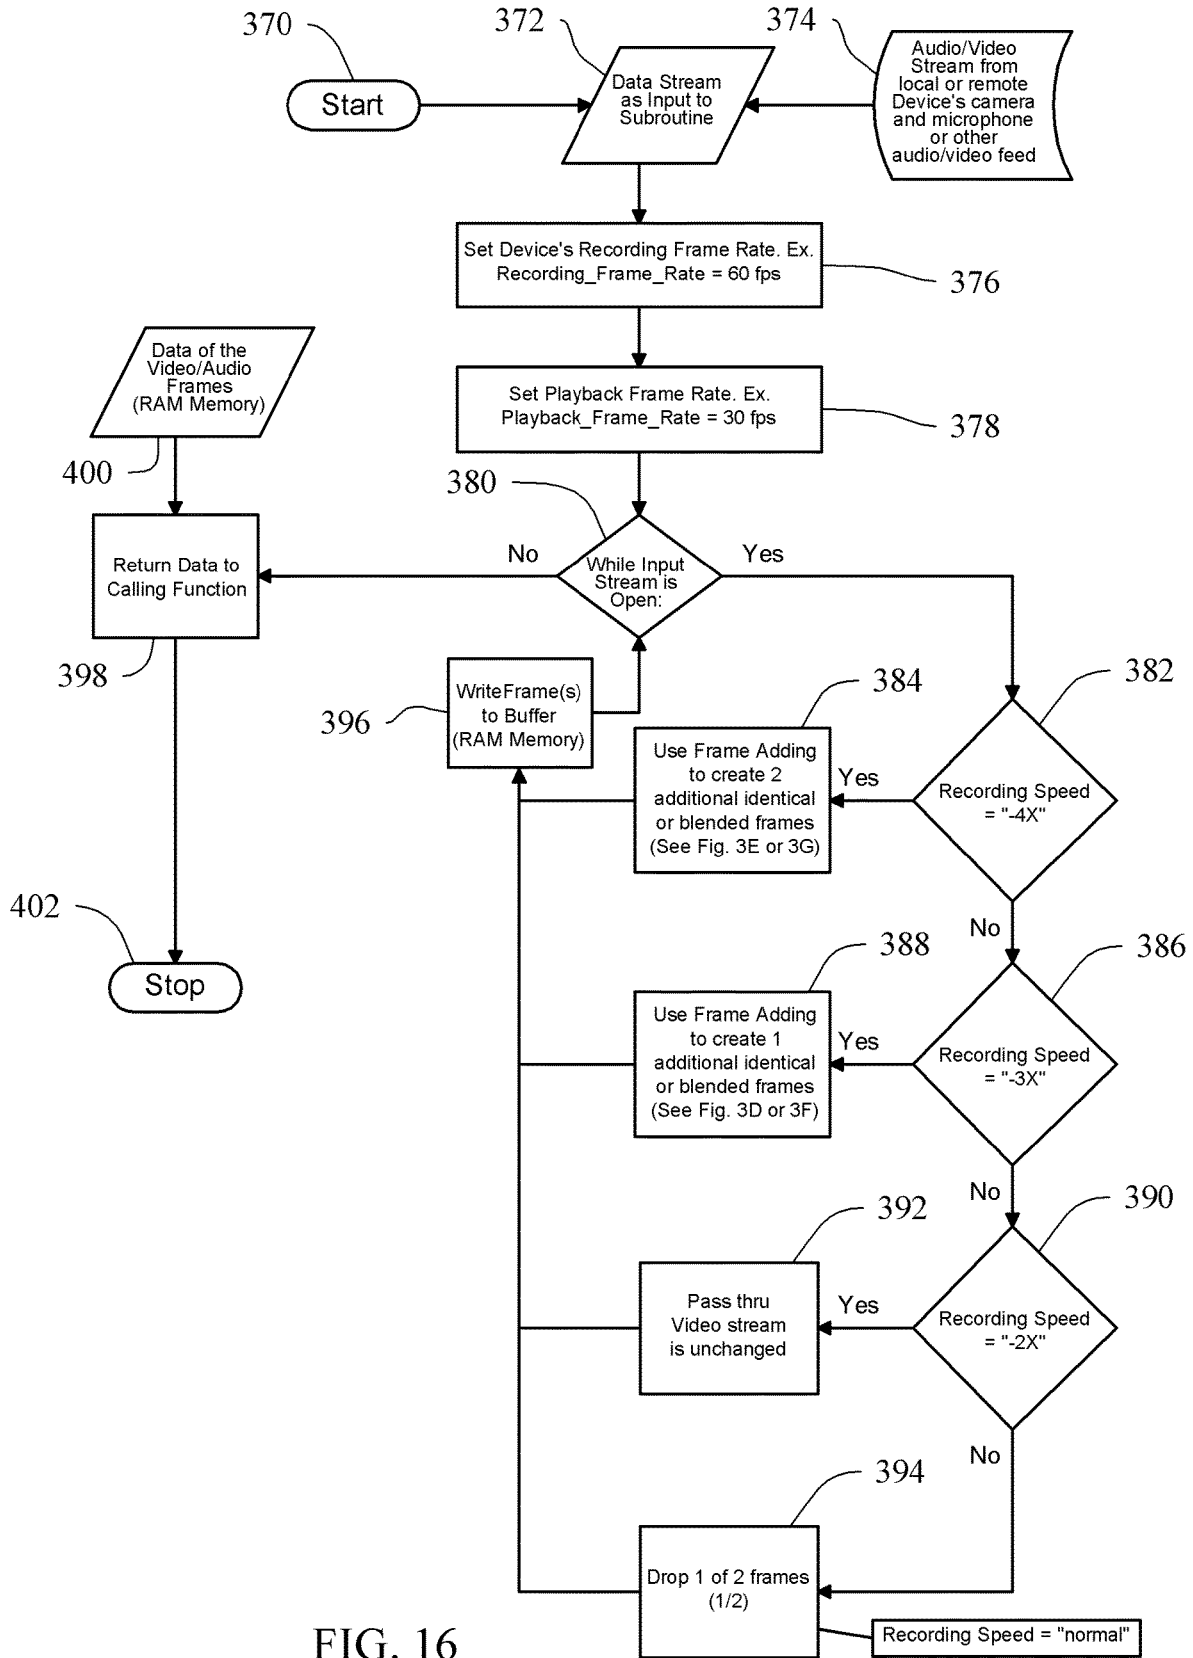 370
372
374
Start
Data Stream
as Input to
Subroutine
Audio/Video
Stream from
local or remote
Device's camera
and microphone
or other
audio/video feed
Set Device's Recording Frame Rate. Ex.
Recording_Frame_Rate = 60 fps
376
Data of the
Video/Audio
Frames
(RAM Memory)
400
Set Playback Frame Rate. Ex.
Playback_Frame_Rate = 30 fps
378
380
No
Yes
While Input
Stream is
Open:
Return Data to
Calling Function
398
396
WriteFrame(s)
to Buffer
(RAM Memory)
384
382
Use Frame Adding
to create 2
additional identical
or blended frames
(See Fig. 3E or 3G)
Yes
Recording Speed
= "-4X"
No
402
Stop
388
386
Use Frame Adding
to create 1
additional identical
or blended frames
(See Fig. 3D or 3F)
Yes
Recording Speed
= "-3X"
No
392
390
Pass thru
Video stream
is unchanged
Yes
Recording Speed
= "-2X"
No
394
Drop 1 of 2 frames
(1/2)
Recording Speed = "normal"
FIG. 16